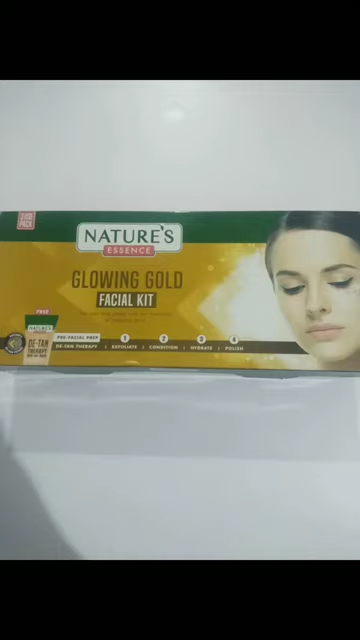 NATURE'S
ESSENCE
GLOWING GOLD
FACIAL KIT
FREE
NATURE'S
DE-TAN
THERAPY
PRE-FACIAL PREP
1 2 3 4
DE-TAN THERAPY | EXFOLIATE | CONDITION | HYDRATE | POLISH